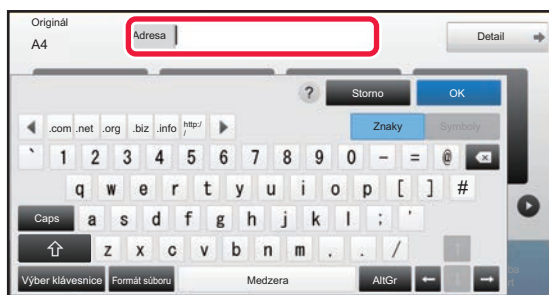 Originál
A4
Adresa
Detail
?
Storno
OK
.com .net .org .biz .info http://
Znaky
Symboly
` 1 2 3 4 5 6 7 8 9 0 - = @
q w e r t y u i o p [ ] #
Caps a s d f g h j k l ; '
z x c v b n m , . /
Výber klávesnice Formát súboru Medzera AltGr